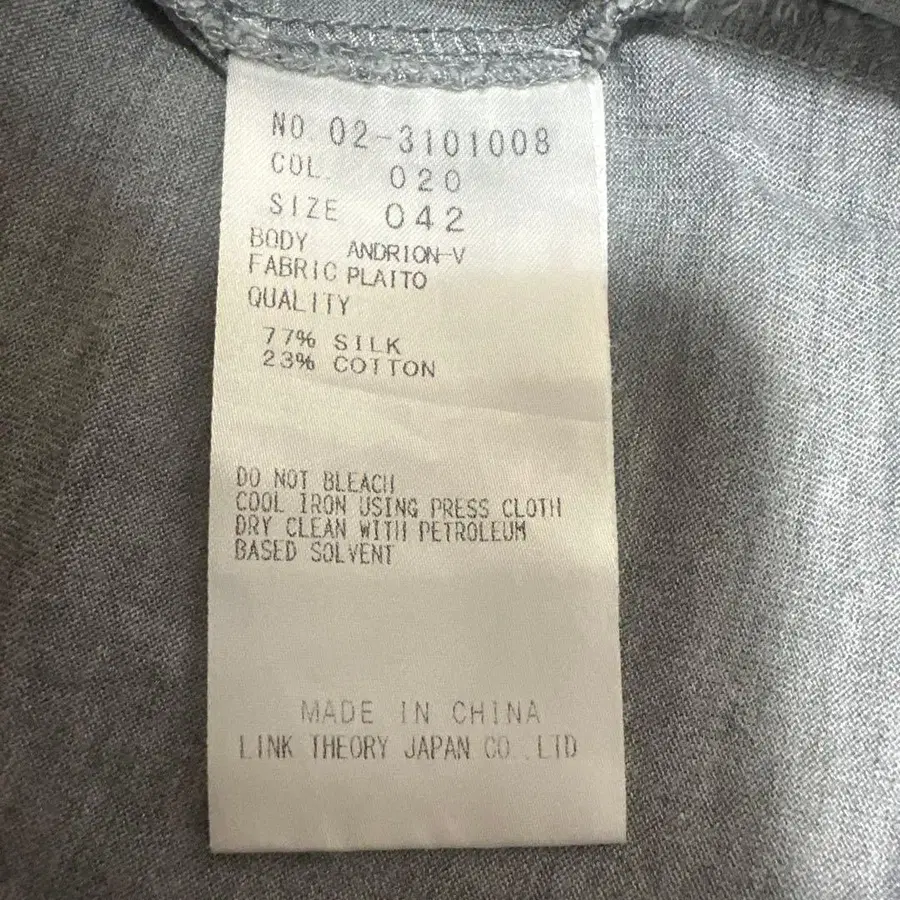 NO. 02-3101008
COL. 020
SIZE 042
BODY ANDRION-V
FABRIC PLAITO
QUALITY
77% SILK
23% COTTON
DO NOT BLEACH
COOL IRON USING PRESS CLOTH
DRY CLEAN WITH PETROLEUM
BASED SOLVENT
MADE IN CHINA
LINK THEORY JAPAN CO.,LTD